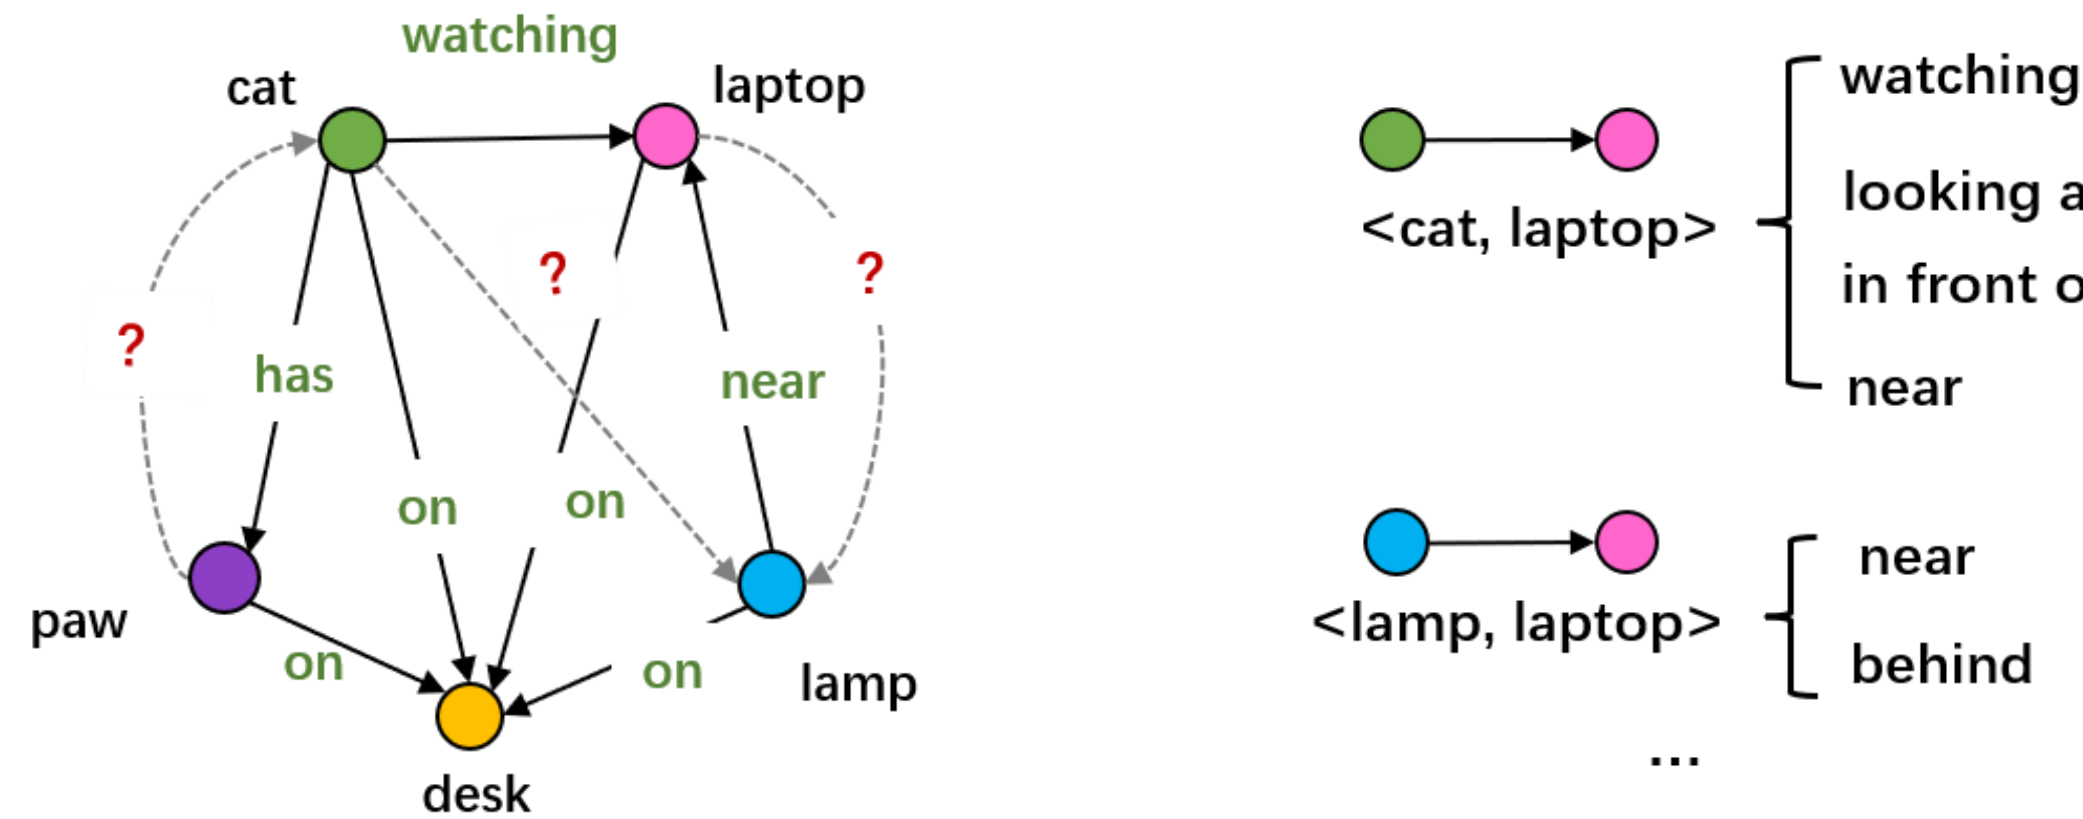 watching
cat
laptop
?
?
?
has
near
on
on
paw
on
on
lamp
desk
<cat, laptop>
watching
looking a
in front o
near
<lamp, laptop>
near
behind
...